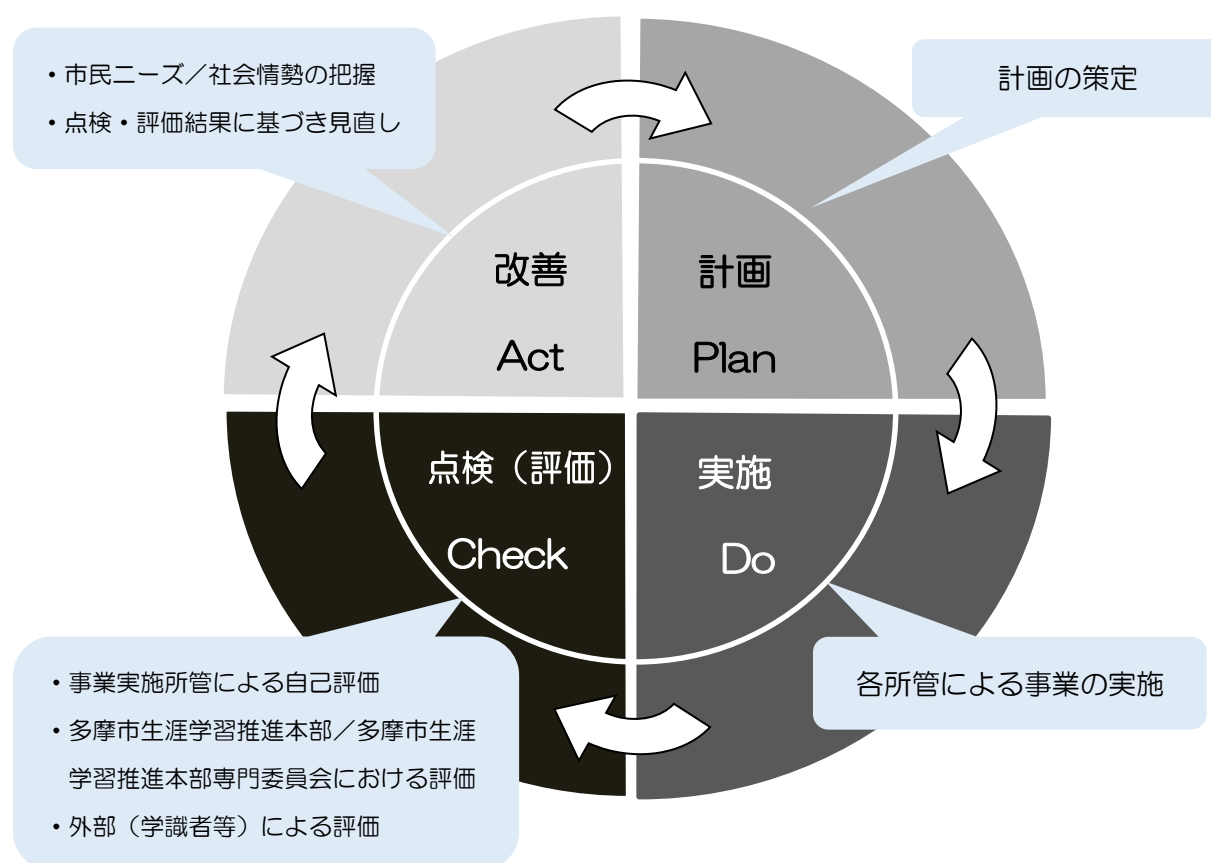 ・市民ニーズ／社会情勢の把握
・点検・評価結果に基づき見直し
計画の策定
改善
Act
計画
Plan
点検（評価）
Check
実施
Do
・事業実施所管による自己評価
・多摩市生涯学習推進本部／多摩市生涯
学習推進本部専門委員会における評価
・外部（学識者等）による評価
各所管による事業の実施